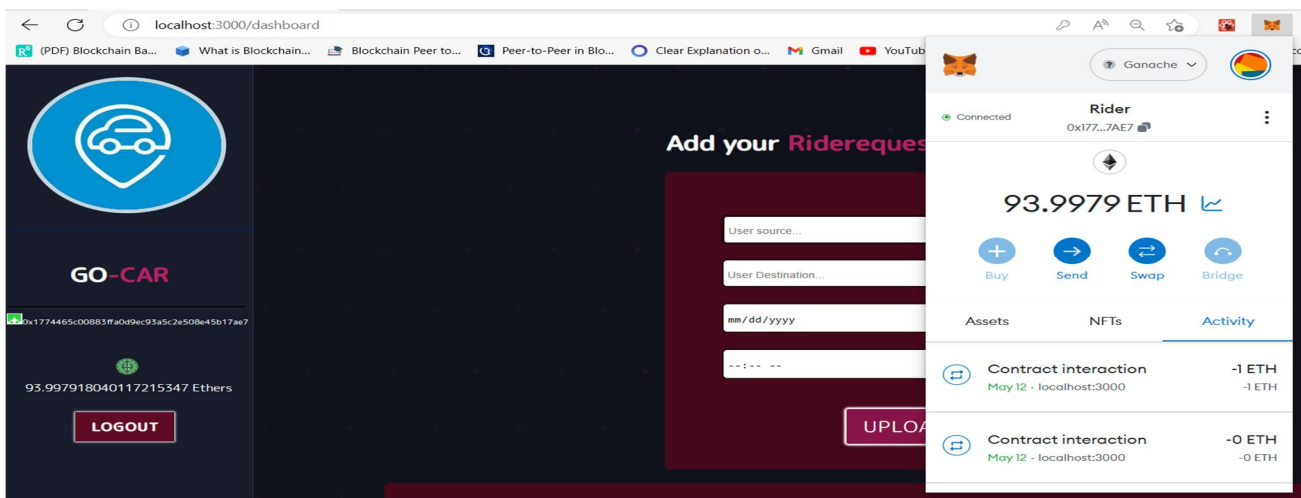 localhost:3000/dashboard
(PDF) Blockchain Ba...
What is Blockchain...
Blockchain Peer to...
Peer-to-Peer in Blo...
Clear Explanation o...
Gmail
YouTub
GO-CAR
0x1774465c00883ffa0d9ec93a5c2e508e45b17ae7
93.997918040117215347 Ethers
LOGOUT
Add your Riderequest
User source...
User Destination...
mm/dd/yyyy
--:-- --
UPLOA
Ganache
Connected
Rider
0x177...7AE7
93.9979 ETH
Buy
Send
Swap
Bridge
Assets
NFTs
Activity
Contract interaction
-1 ETH
May 12 · localhost:3000
-1 ETH
Contract interaction
-0 ETH
May 12 · localhost:3000
-0 ETH